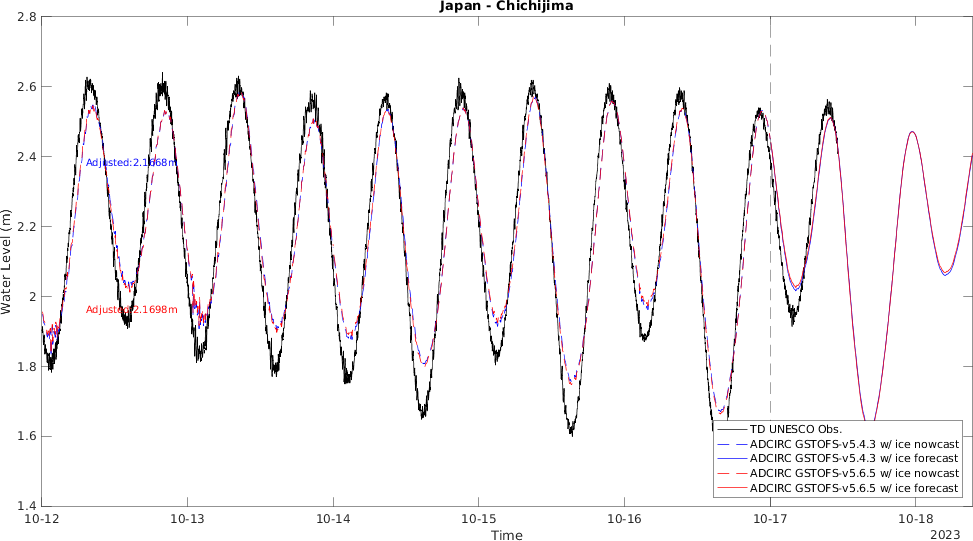 Japan - Chichijima
Water Level (m)
2.8
2.6
2.4
2.2
2
1.8
1.6
1.4
Adjusted:2.1668m
Adjusted:2.1698m
TD UNESCO Obs.
ADCIRC GSTOFS-v5.4.3 w/ ice nowcast
ADCIRC GSTOFS-v5.4.3 w/ ice forecast
ADCIRC GSTOFS-v5.6.5 w/ ice nowcast
ADCIRC GSTOFS-v5.6.5 w/ ice forecast
10-12 10-13 10-14 10-15 10-16 10-17 10-18
Time
2023